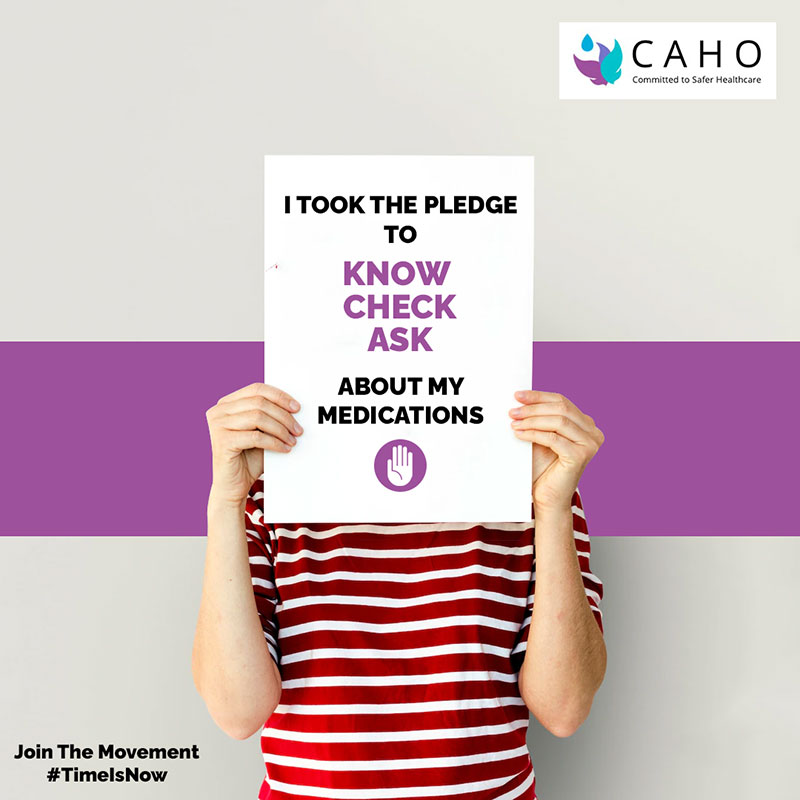 CAHO
Committed to Safer Healthcare
I TOOK THE PLEDGE
TO
KNOW
CHECK
ASK
ABOUT MY
MEDICATIONS
Join The Movement
#TimeIsNow